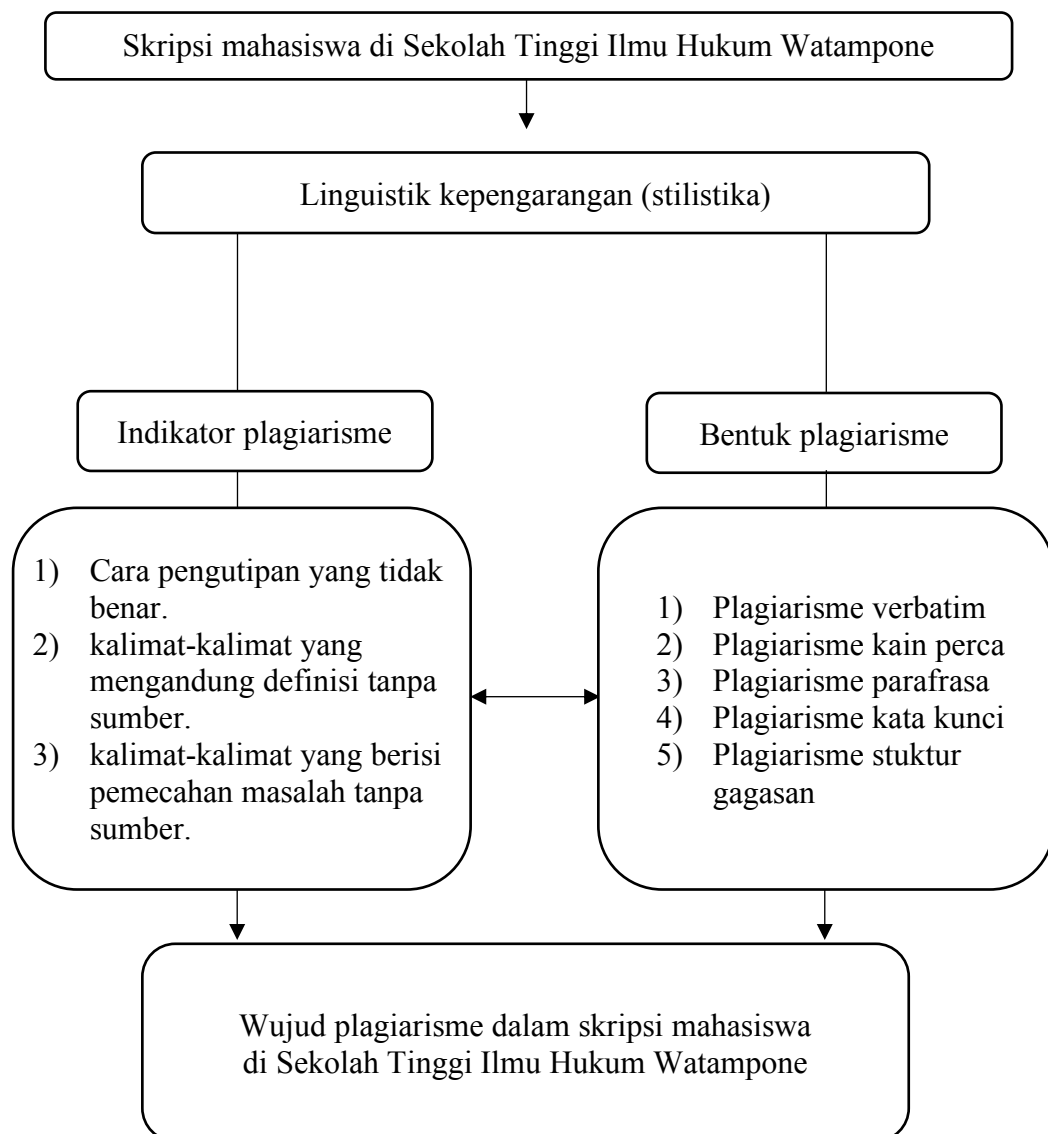 Skripsi mahasiswa di Sekolah Tinggi Ilmu Hukum Watampone
Linguistik kepengarangan (stilistika)
Indikator plagiarisme
Bentuk plagiarisme
1) Cara pengutipan yang tidak
benar.
2) kalimat-kalimat yang
mengandung definisi tanpa
sumber.
3) kalimat-kalimat yang berisi
pemecahan masalah tanpa
sumber.
1) Plagiarisme verbatim
2) Plagiarisme kain perca
3) Plagiarisme parafrasa
4) Plagiarisme kata kunci
5) Plagiarisme stuktur
gagasan
Wujud plagiarisme dalam skripsi mahasiswa
di Sekolah Tinggi Ilmu Hukum Watampone